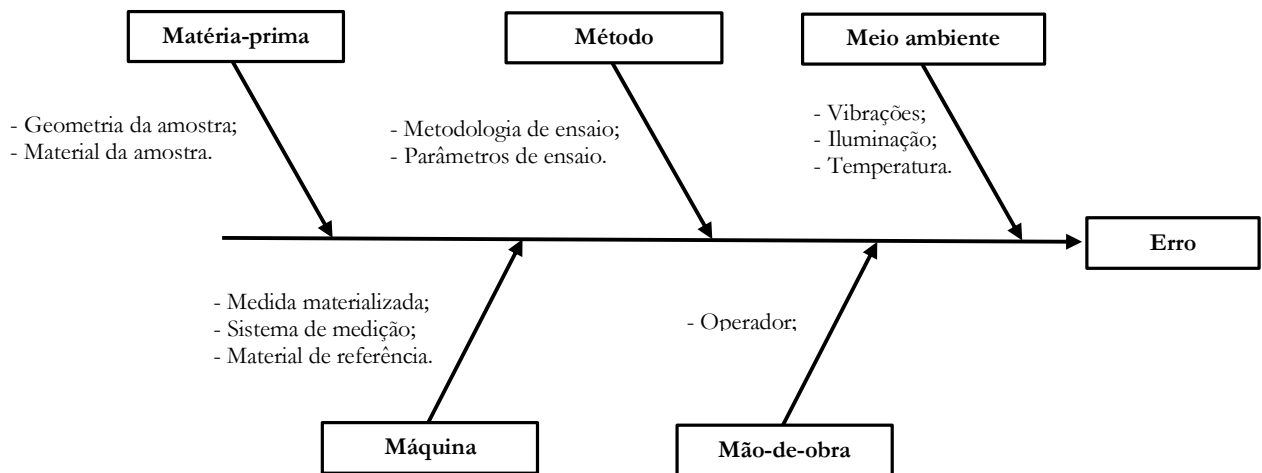 Matéria-prima
Método
Meio ambiente
- Geometria da amostra;
- Material da amostra.
- Metodologia de ensaio;
- Parâmetros de ensaio.
- Vibrações;
- Iluminação;
- Temperatura.
Erro
- Medida materializada;
- Sistema de medição;
- Material de referência.
- Operador;
Máquina
Mão-de-obra